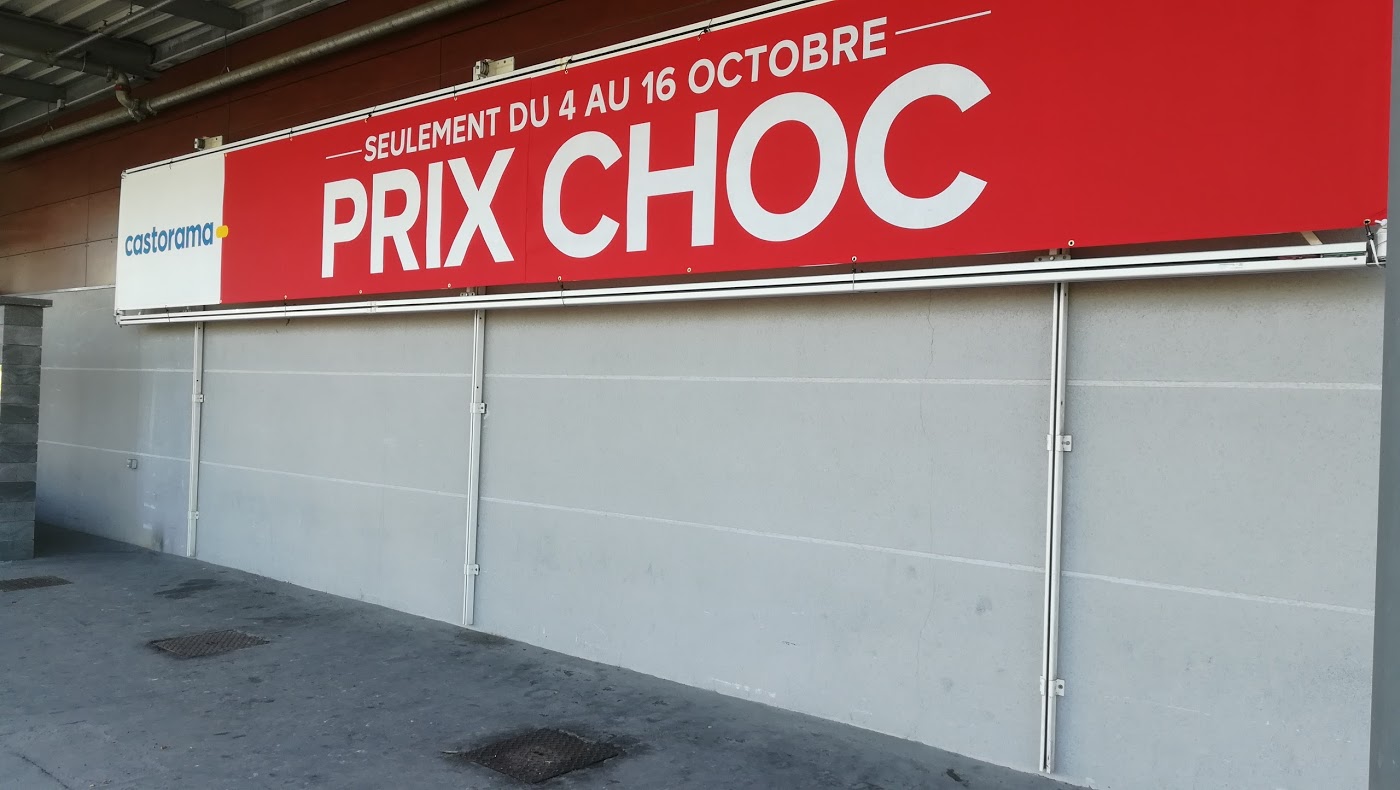 castorama
SEULEMENT DU 4 AU 16 OCTOBRE
PRIX CHOC